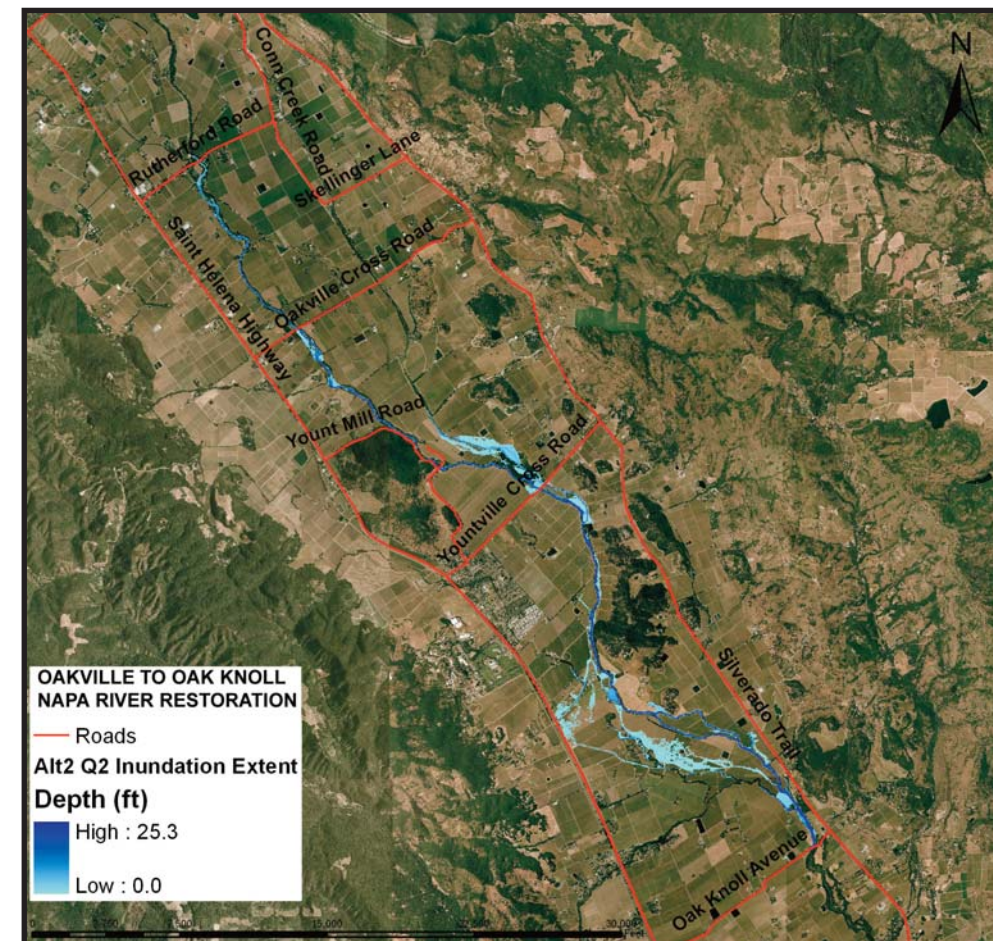 N
Conn Creek Road
Rutherford Road
Skellinger Lane
Saint Helena Highway
Oakville Cross Road
Yount Mill Road
Yountville Cross Road
Silverado Trail
Oak Knoll Avenue
OAKVILLE TO OAK KNOLL
NAPA RIVER RESTORATION
Roads
Alt2 Q2 Inundation Extent
Depth (ft)
High : 25.3
Low : 0.0
0 15,000 30,000
Feet